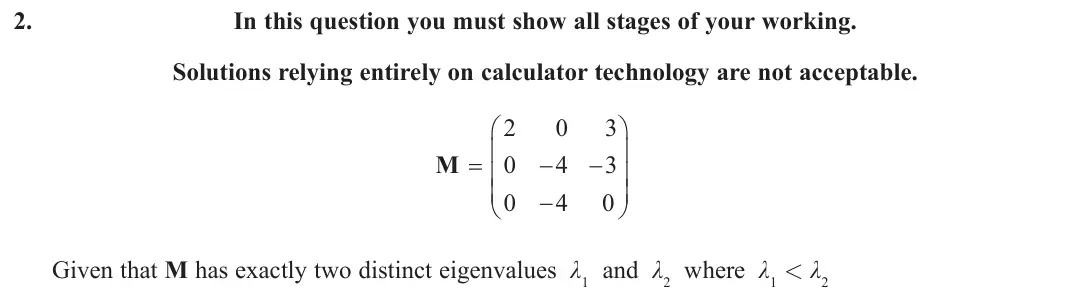 2. In this question you must show all stages of your working.
Solutions relying entirely on calculator technology are not acceptable.
M = (2 0 3
0 −4 −3
0 −4 0)
Given that M has exactly two distinct eigenvalues λ₁ and λ₂ where λ₁ < λ₂